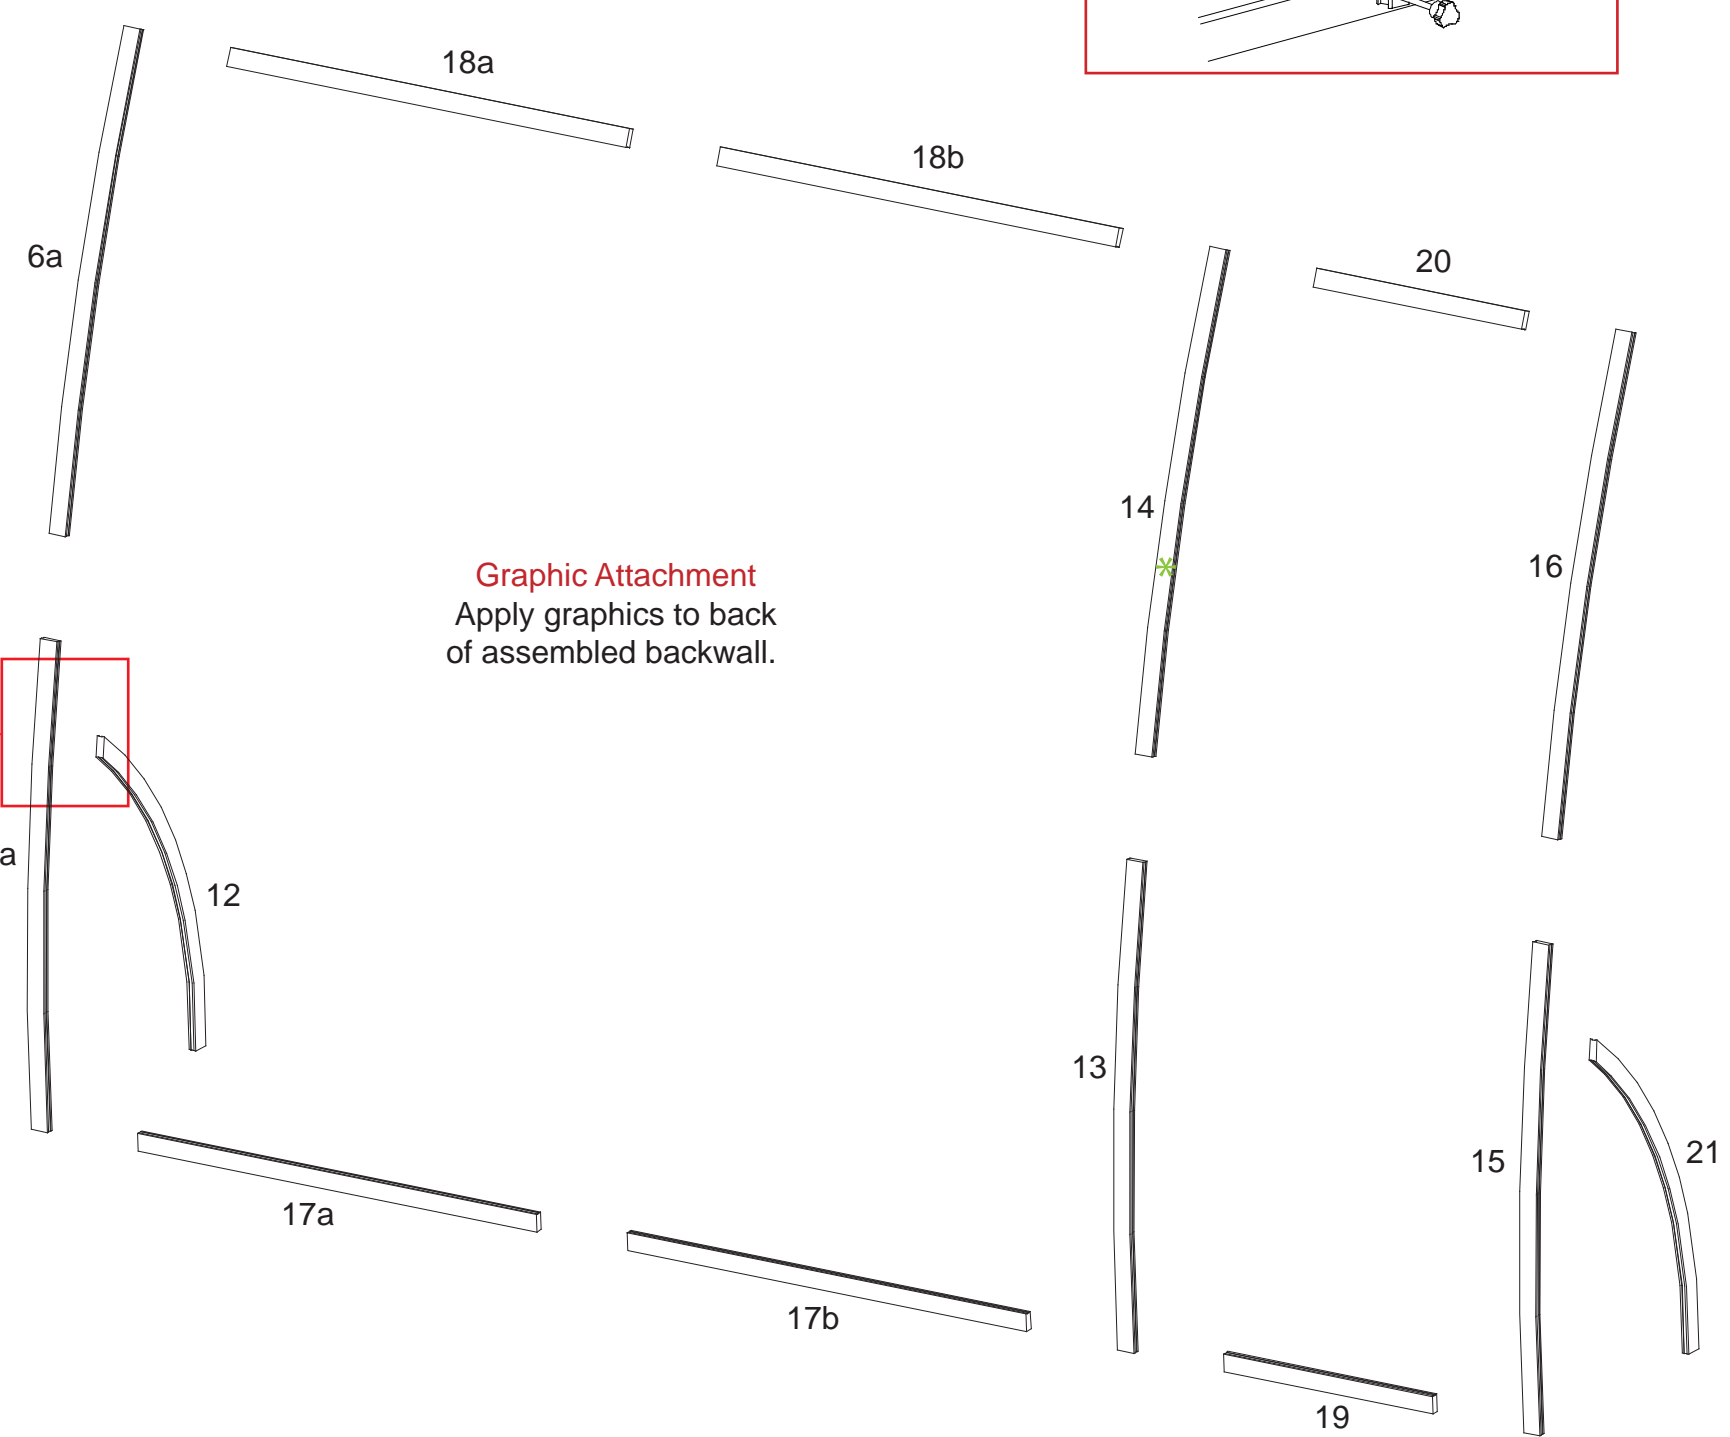 18a
18b
6a
20
14
16
Graphic Attachment
Apply graphics to back
of assembled backwall.
a
12
13
15
21
17a
17b
19